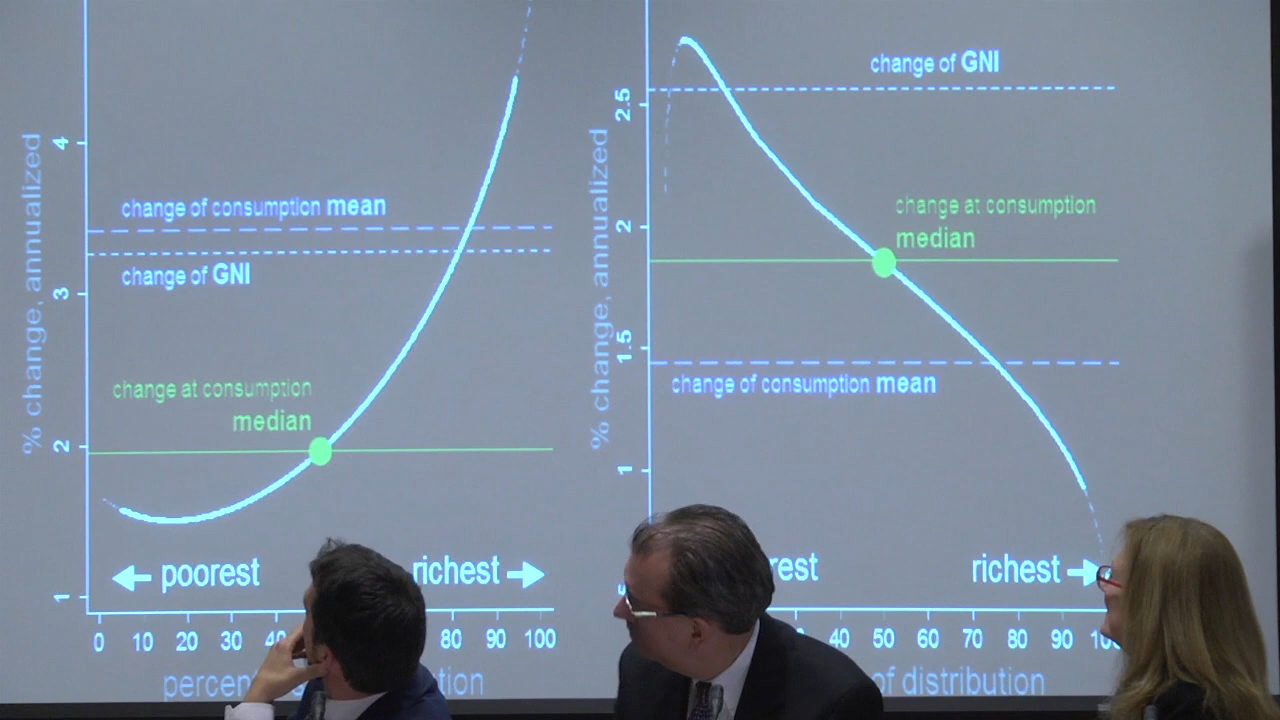 % change, annualized
4
3
2
1
change of consumption mean
change of GNI
change at consumption
median
poorest
richest
0 10 20 30 80 90 100
% change, annualized
2.5
2
1.5
1
change of GNI
change at consumption
median
change of consumption mean
richest
40 50 60 70 80 90
of distribution